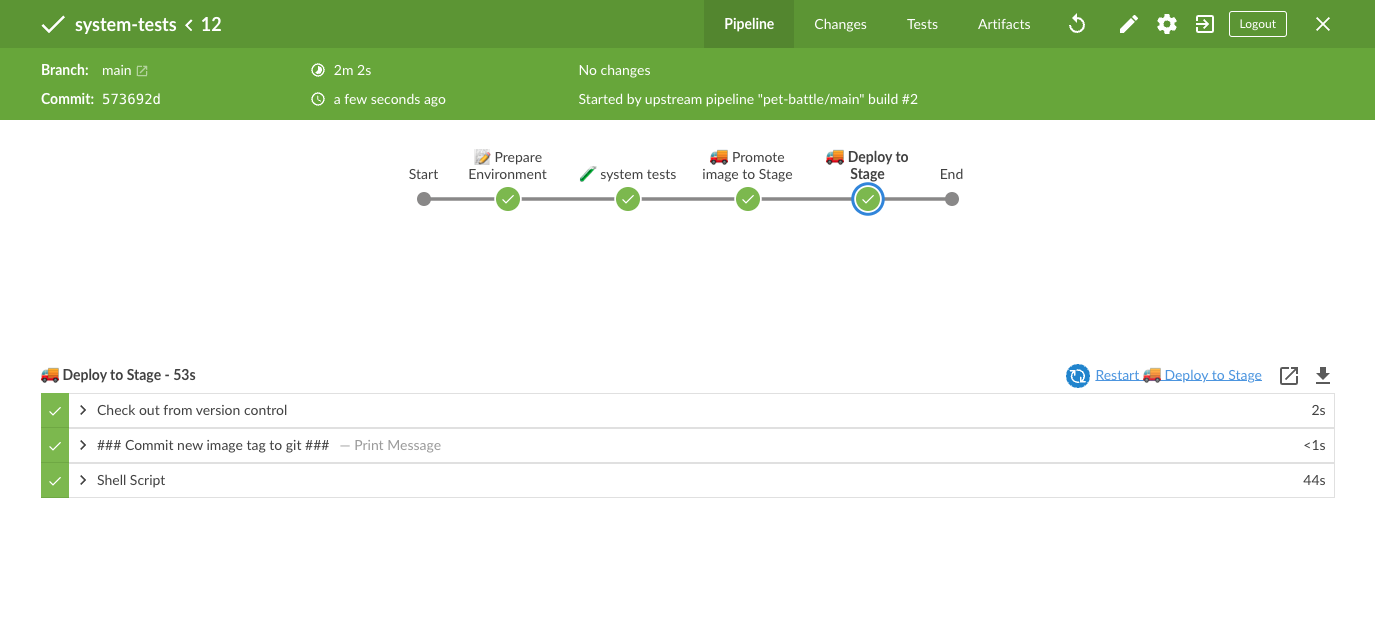 system-tests < 12
Pipeline
Changes
Tests
Artifacts
Logout
Branch: main
2m 2s
No changes
Commit: 573692d
a few seconds ago
Started by upstream pipeline "pet-battle/main" build #2
Start
Prepare
Environment
system tests
Promote
image to Stage
Deploy to
Stage
End
Deploy to Stage - 53s
Restart Deploy to Stage
Check out from version control
2s
### Commit new image tag to git ### — Print Message
<1s
Shell Script
44s